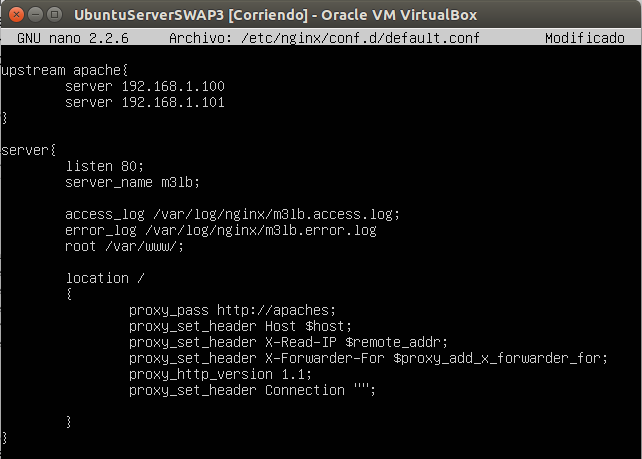 UbuntuServerSWAP3 [Corriendo] - Oracle VM VirtualBox
GNU nano 2.2.6 Archivo: /etc/nginx/conf.d/default.conf Modificado
upstream apache{
server 192.168.1.100
server 192.168.1.101
}
server{
listen 80;
server_name m3lb;
access_log /var/log/nginx/m3lb.access.log;
error_log /var/log/nginx/m3lb.error.log
root /var/www/;
location /
{
proxy_pass http://apaches;
proxy_set_header Host $host;
proxy_set_header X-Read-IP $remote_addr;
proxy_set_header X-Forwarder-For $proxy_add_x_forwarder_for;
proxy_http_version 1.1;
proxy_set_header Connection "";
}
}